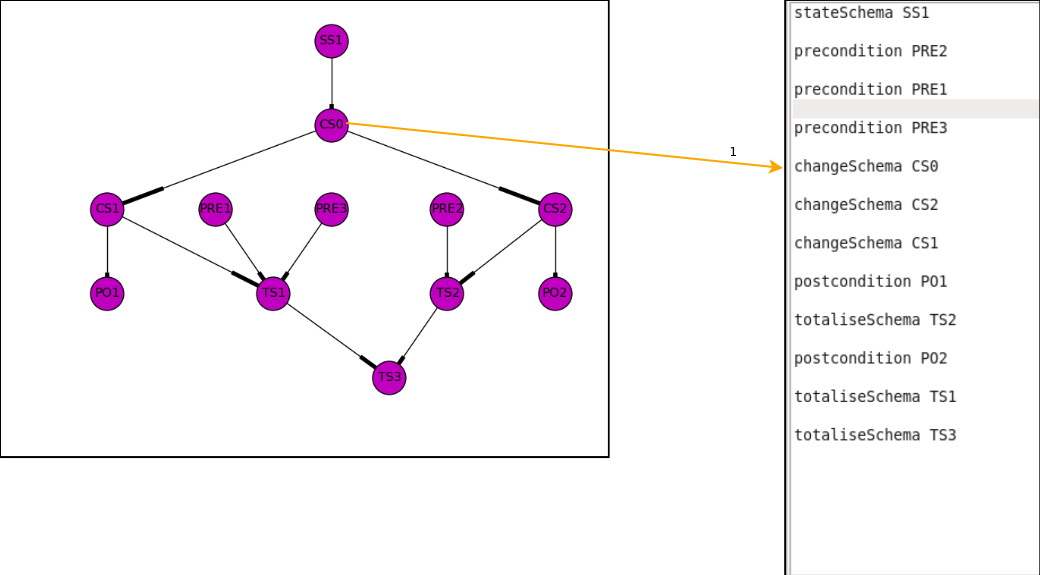 SS1
CS0
1
CS1
PRE1
PRE3
PRE2
CS2
PO1
TS1
TS2
PO2
TS3
stateSchema SS1
precondition PRE2
precondition PRE1
precondition PRE3
changeSchema CS0
changeSchema CS2
changeSchema CS1
postcondition PO1
totaliseSchema TS2
postcondition PO2
totaliseSchema TS1
totaliseSchema TS3